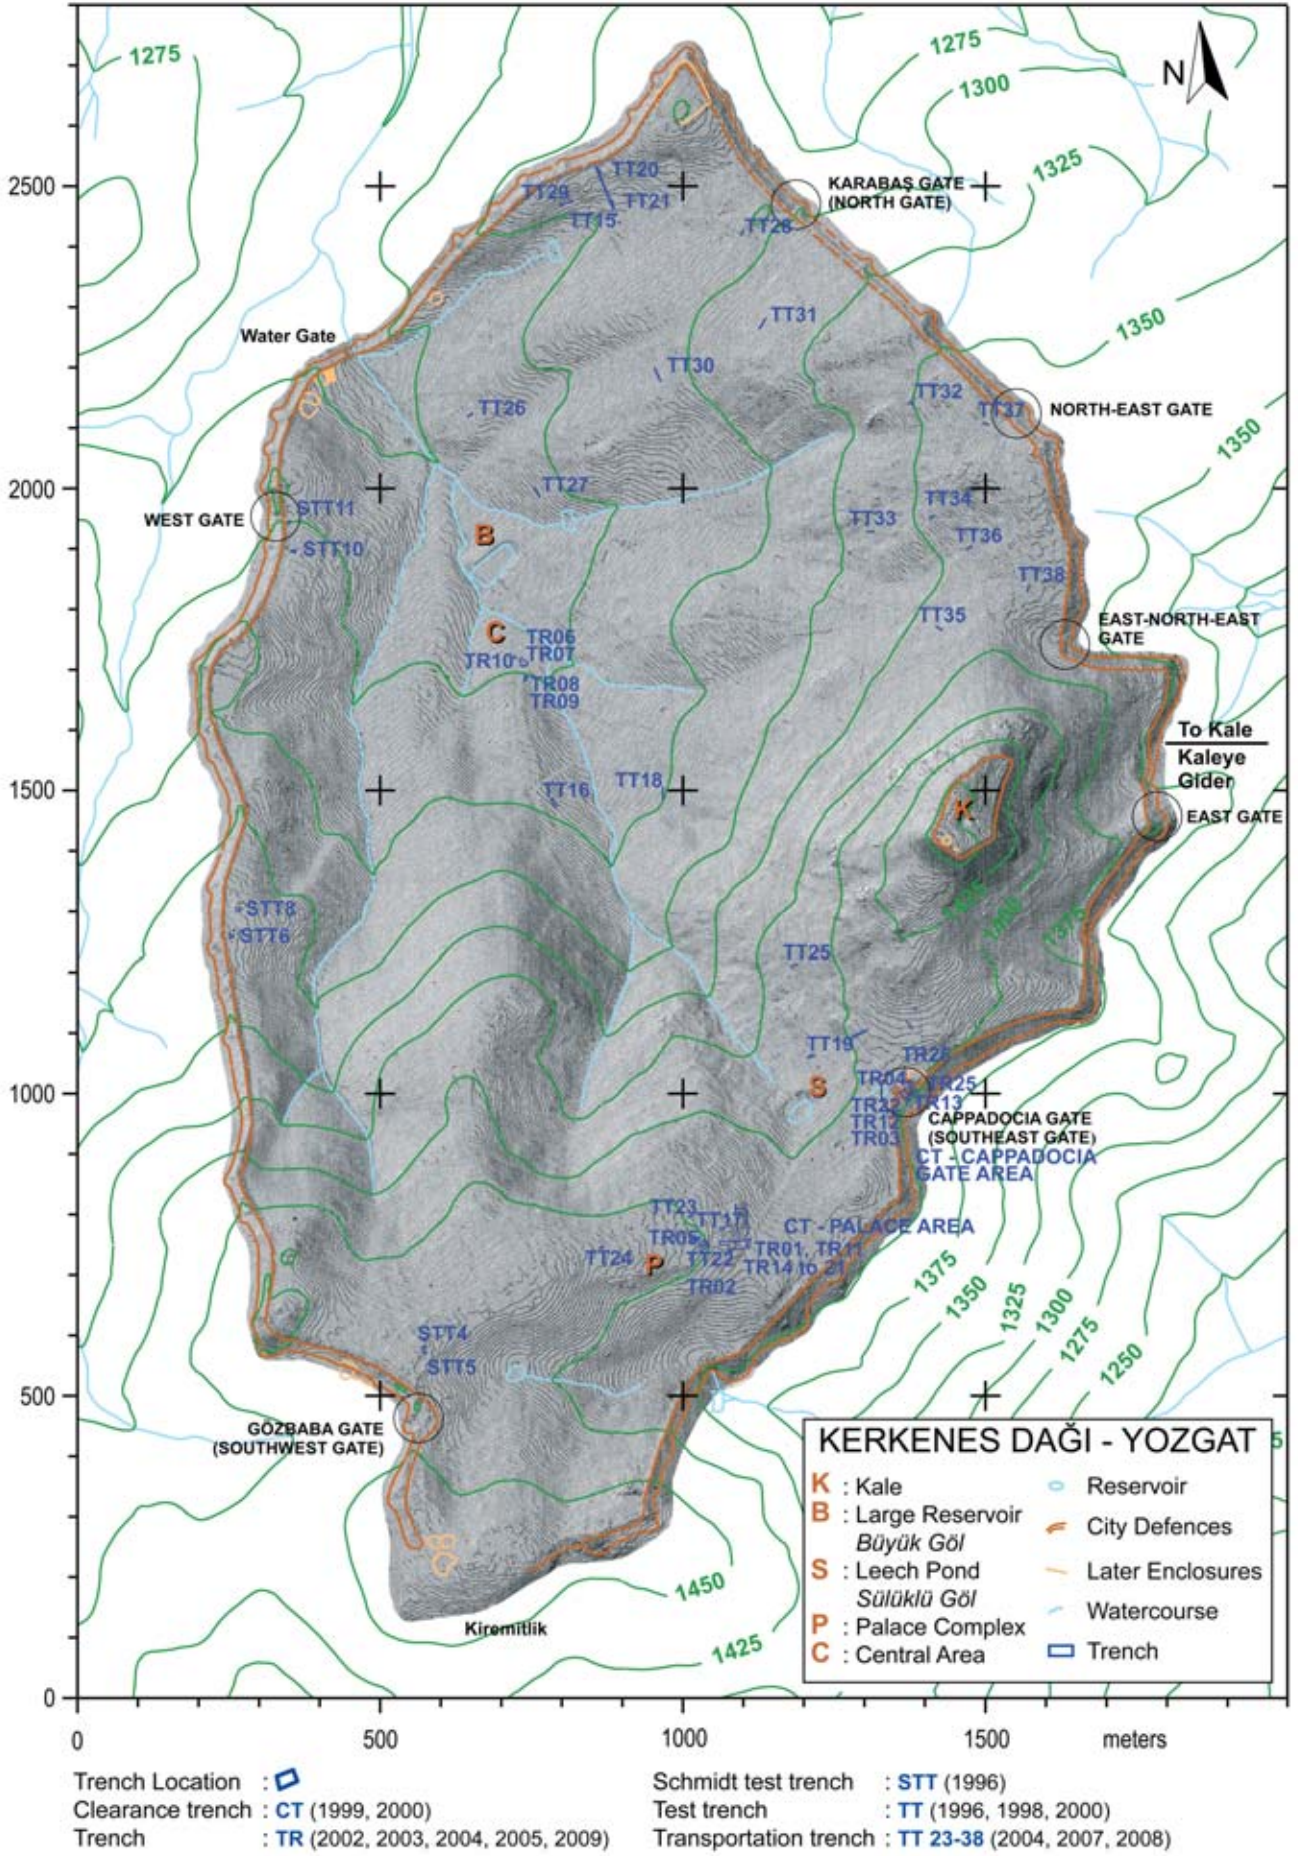 1275
1275
1300
N
1325
KARABAŞ GATE
(NORTH GATE)
2500
TT20
TT29
TT21
TT15
TT28
1350
TT31
Water Gate
TT30
TT32
TT26
TT37
NORTH-EAST GATE
1350
2000
TT27
TT34
STT11
WEST GATE
TT33
B
TT36
STT10
TT38
TT35
EAST-NORTH-EAST
GATE
C
TR06
TR07
TR10
TR08
TR09
To Kale
Kaleye
Gider
1500
TT18
TT16
K
EAST GATE
1375
STT8
STT6
TT25
TT19
TR26
S
TR04
TR25
1000
TR22
TR13
TR12
TR03
CAPPADOCIA GATE
(SOUTHEAST GATE)
CT - CAPPADOCIA
GATE AREA
TT23
TT17
CT - PALACE AREA
TR05
TR01, TR11
TT24
P
TT22
TR14 to 21
TR02
1375
1350
1325
1300
1275
1250
STT4
STT5
500
GÖZBABA GATE
(SOUTHWEST GATE)
KERKENES DAĞI - YOZGAT
K : Kale
B : Large Reservoir
Büyük Göl
S : Leech Pond
Sülüklü Göl
P : Palace Complex
C : Central Area
Reservoir
City Defences
Later Enclosures
Watercourse
Trench
5
1450
Kiremitlik
1425
0
0 500 1000 1500 meters
Trench Location :
Clearance trench : CT (1999, 2000)
Trench : TR (2002, 2003, 2004, 2005, 2009)
Schmidt test trench : STT (1996)
Test trench : TT (1996, 1998, 2000)
Transportation trench : TT 23-38 (2004, 2007, 2008)